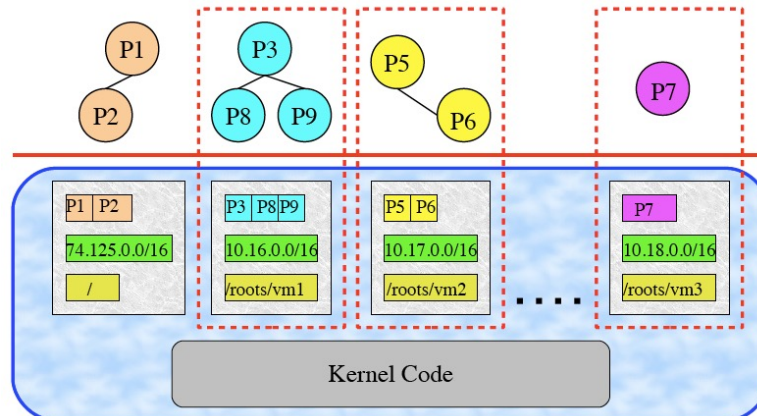 P1
P2
P3
P8 P9
P5
P6
P7
P1 P2
74.125.0.0/16
/
P3 P8 P9
10.16.0.0/16
/roots/vm1
P5 P6
10.17.0.0/16
/roots/vm2
....
P7
10.18.0.0/16
/roots/vm3
Kernel Code